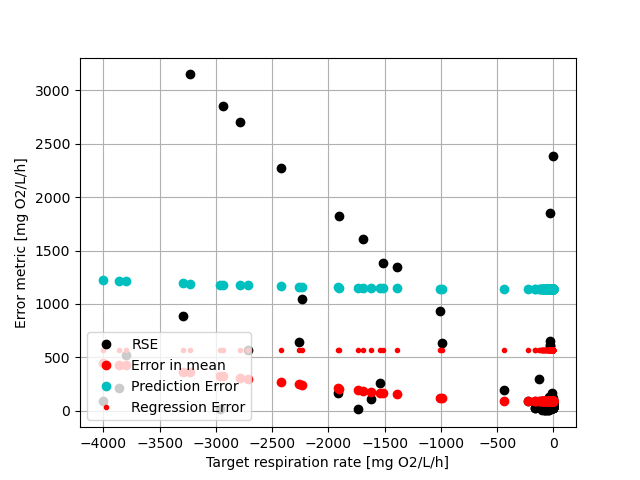 3000
2500
2000
1500
1000
500
0
Error metric [mg O2/L/h]
RSE
Error in mean
Prediction Error
Regression Error
−4000 −3500 −3000 −2500 −2000 −1500 −1000 −500 0
Target respiration rate [mg O2/L/h]